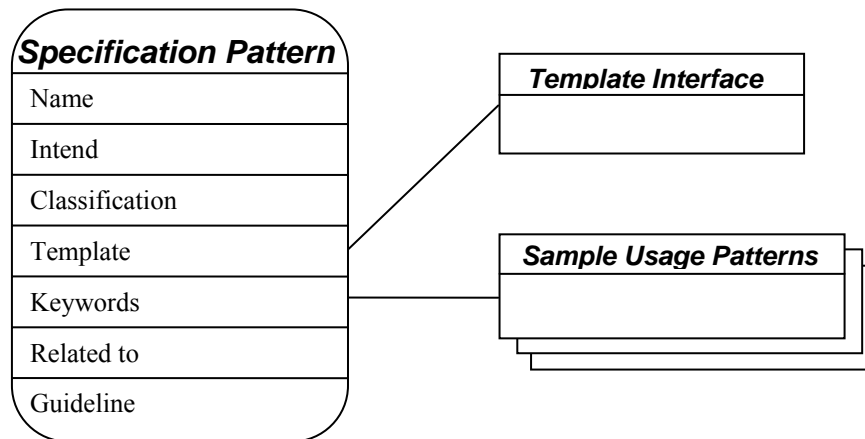 Specification Pattern
Name
Intend
Classification
Template
Keywords
Related to
Guideline
Template Interface
Sample Usage Patterns